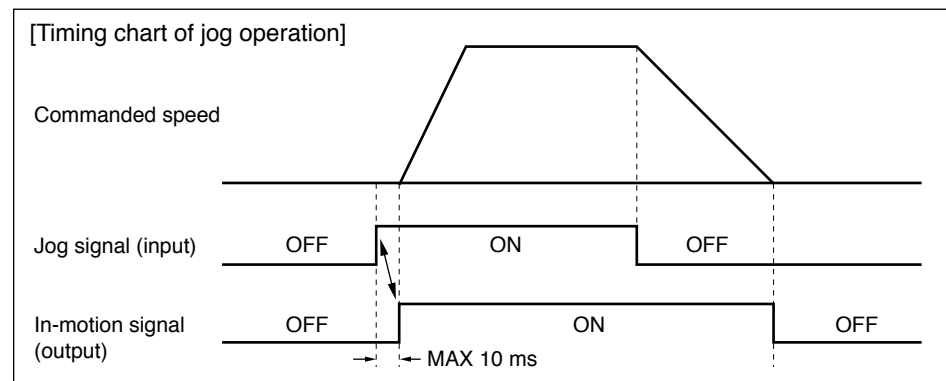 [Timing chart of jog operation]
Commanded speed
Jog signal (input)
OFF
ON
OFF
In-motion signal
(output)
OFF
ON
OFF
MAX 10 ms